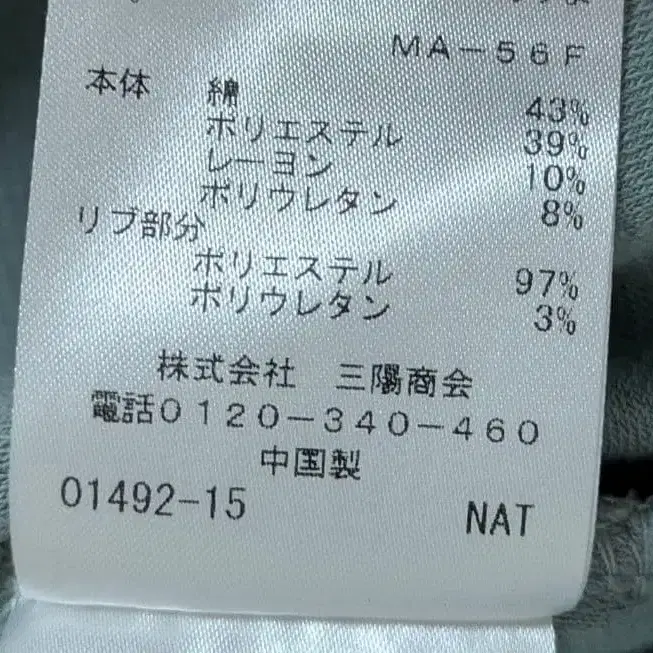 MA-56F
本体 綿 43%
ポリエステル 39%
レーヨン 10%
ポリウレタン 8%
リブ部分
ポリエステル 97%
ポリウレタン 3%
株式会社 三陽商会
電話0120-340-460
中国製
01492-15 NAT